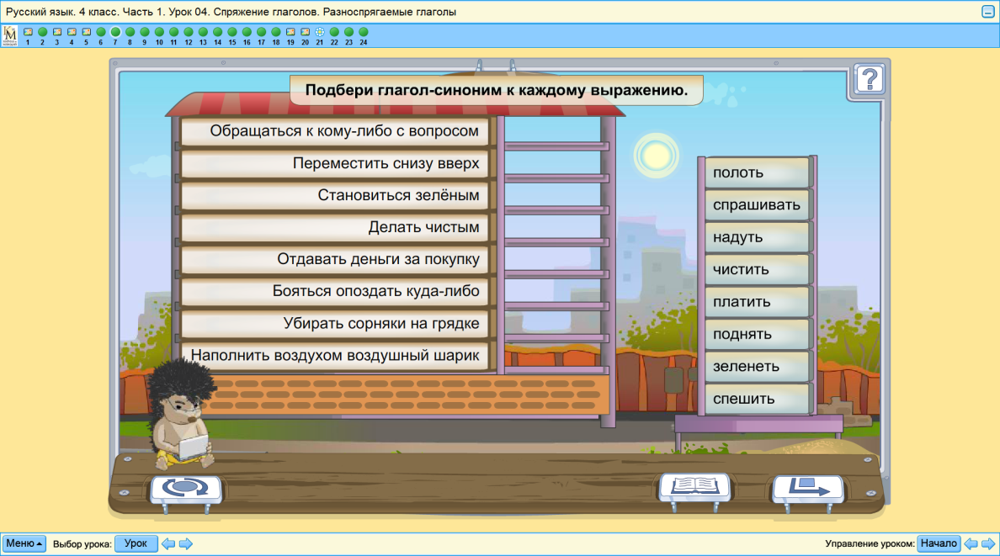 Русский язык. 4 класс. Часть 1. Урок 04. Спряжение глаголов. Разноспрягаемые глаголы
1 2 3 4 5 6 7 8 9 10 11 12 13 14 15 16 17 18 19 20 21 22 23 24
Подбери глагол-синоним к каждому выражению.
?
Обращаться к кому-либо с вопросом
Переместить снизу вверх
Становиться зелёным
Делать чистым
Отдавать деньги за покупку
Бояться опоздать куда-либо
Убирать сорняки на грядке
Наполнить воздухом воздушный шарик
полоть
спрашивать
надуть
чистить
платить
поднять
зеленеть
спешить
Меню Выбор урока: Урок Управление уроком: Начало